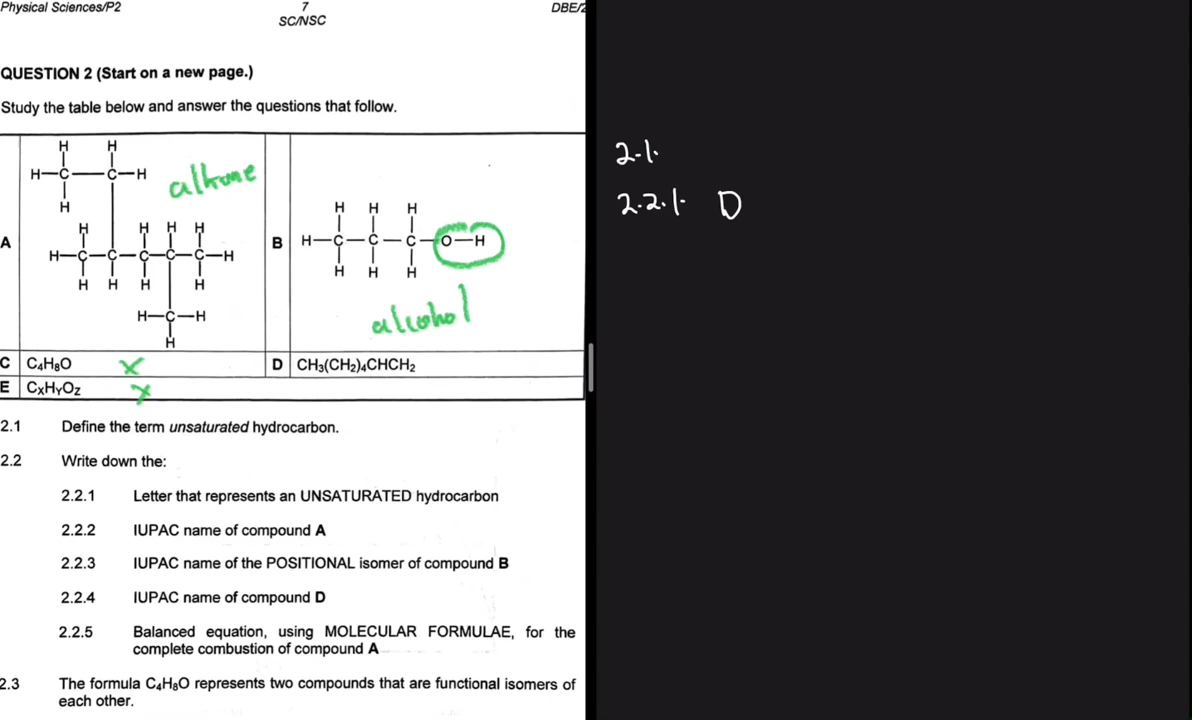 Physical Sciences/P2 7 DBE/2
SC/NSC
QUESTION 2 (Start on a new page.)
Study the table below and answer the questions that follow.
A
H H
H–C–C–H
H
alkane
H H H H
H–C–C–C–C–C–H
H H H H
H–C–H
H
B
H H H
H–C–C–C–O–H
H H H
alcohol
C C₄H₈O x D CH₃(CH₂)₄CHCH₂
E CₓHᵧO_Z x
2.1 Define the term unsaturated hydrocarbon.
2.2 Write down the:
2.2.1 Letter that represents an UNSATURATED hydrocarbon
2.2.2 IUPAC name of compound A
2.2.3 IUPAC name of the POSITIONAL isomer of compound B
2.2.4 IUPAC name of compound D
2.2.5 Balanced equation, using MOLECULAR FORMULAE, for the
complete combustion of compound A
2.3 The formula C₄H₈O represents two compounds that are functional isomers of
each other.
2.1.
2.2.1. D